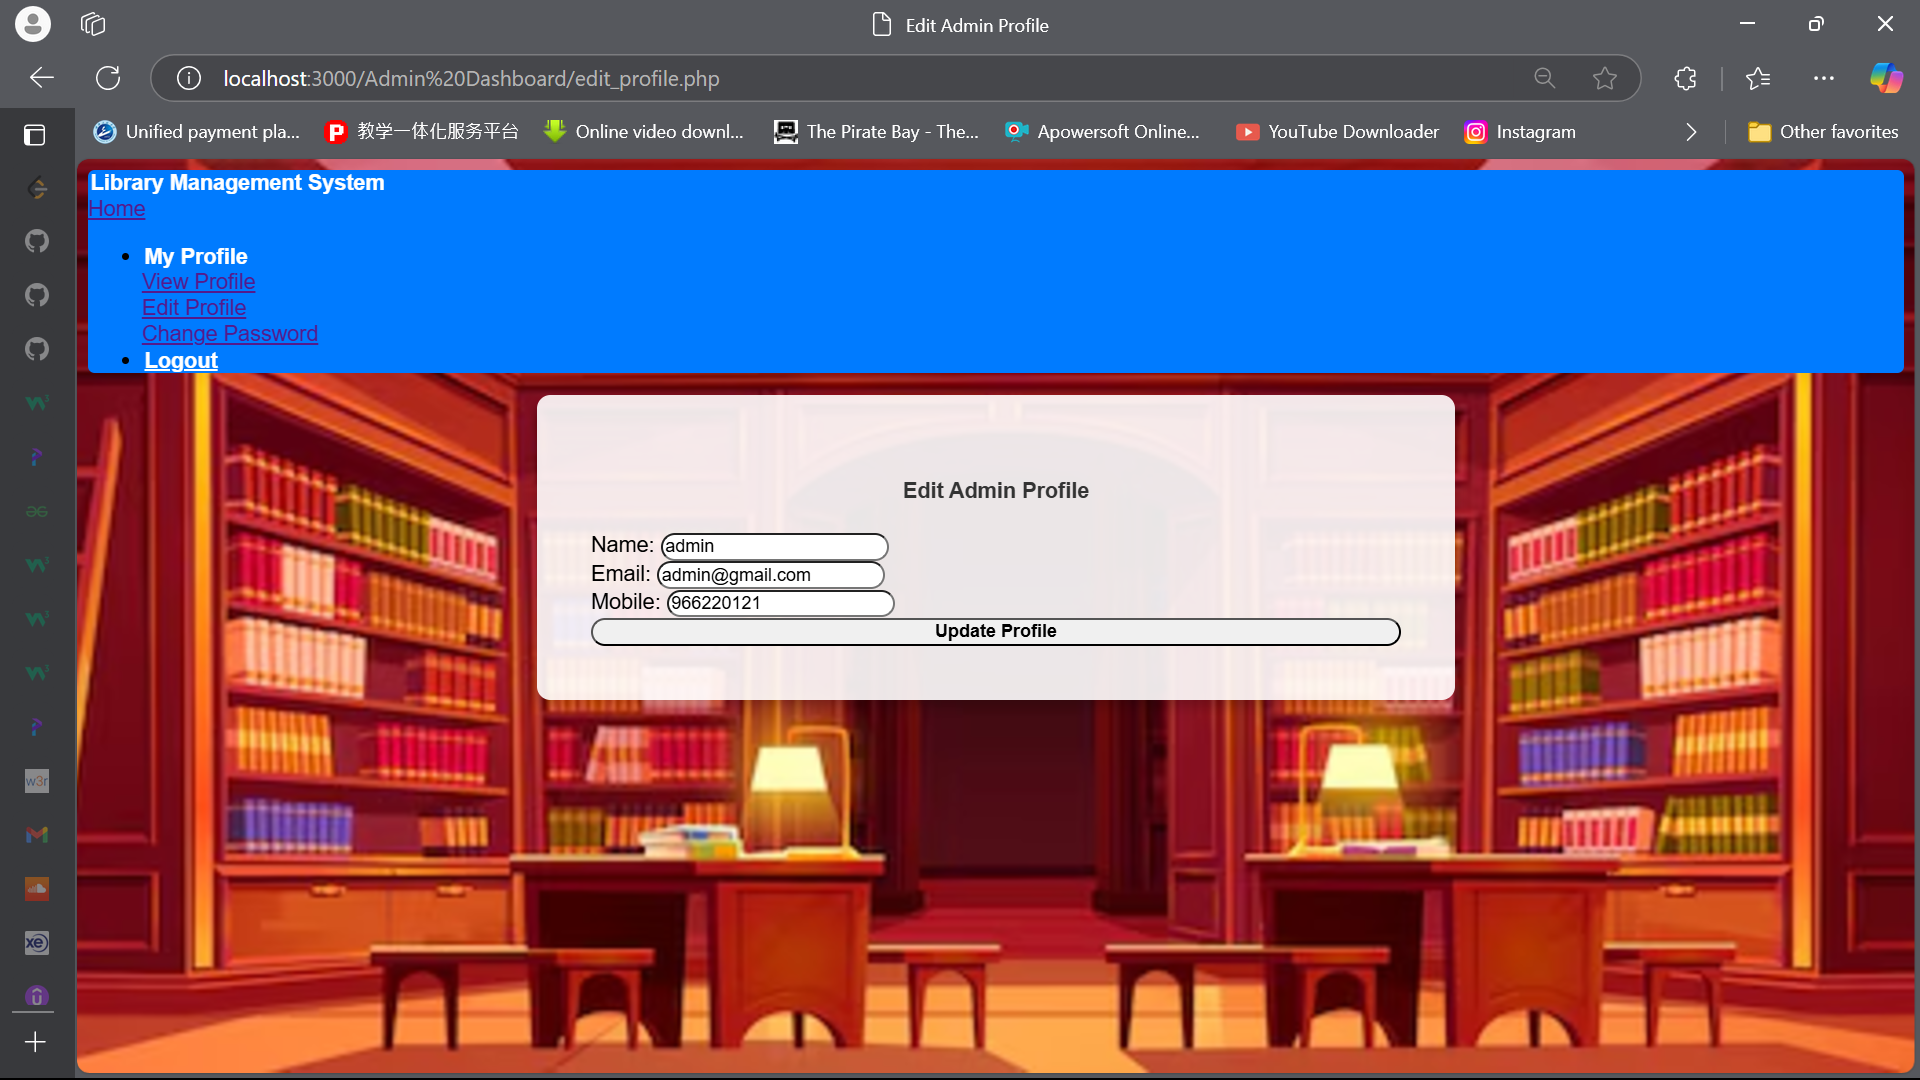 Edit Admin Profile
localhost:3000/Admin%20Dashboard/edit_profile.php
Unified payment pla... 教学一体化服务平台 Online video downl... The Pirate Bay - The... Apowersoft Online... YouTube Downloader Instagram Other favorites
Library Management System
Home
My Profile
View Profile
Edit Profile
Change Password
Logout
Edit Admin Profile
Name: admin
Email: admin@gmail.com
Mobile: 966220121
Update Profile
w3r
xe